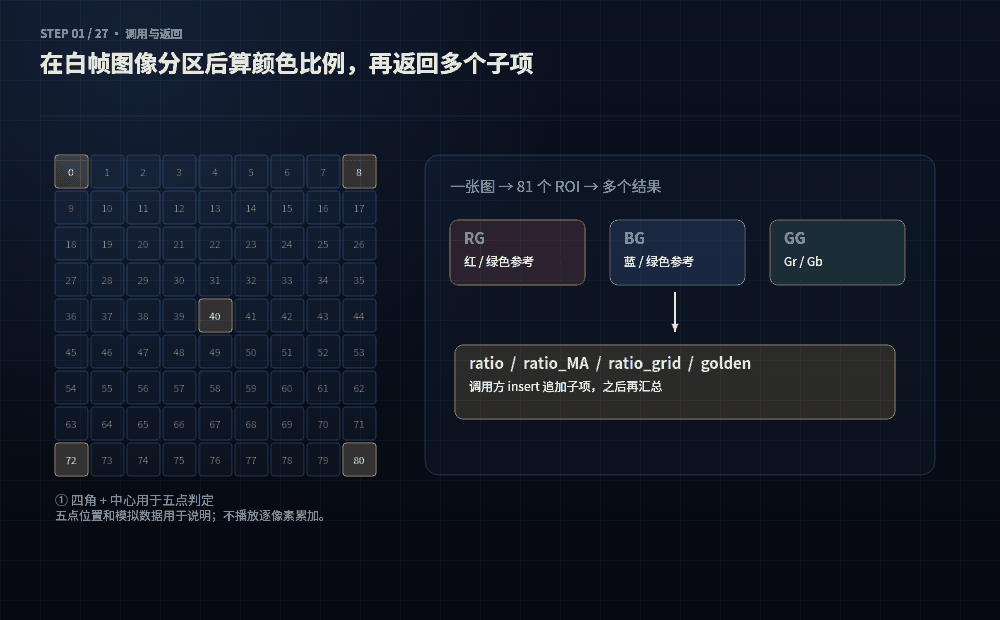 STEP 01 / 27 · 调用与返回
在白帧图像分区后算颜色比例，再返回多个子项
0 1 2 3 4 5 6 7 8
9 10 11 12 13 14 15 16 17
18 19 20 21 22 23 24 25 26
27 28 29 30 31 32 33 34 35
36 37 38 39 40 41 42 43 44
45 46 47 48 49 50 51 52 53
54 55 56 57 58 59 60 61 62
63 64 65 66 67 68 69 70 71
72 73 74 75 76 77 78 79 80
① 四角 + 中心用于五点判定
五点位置和模拟数据用于说明；不播放逐像素累加。
一张图 → 81 个 ROI → 多个结果
RG
红 / 绿色参考
BG
蓝 / 绿色参考
GG
Gr / Gb
ratio / ratio_MA / ratio_grid / golden
调用方 insert 追加子项，之后再汇总